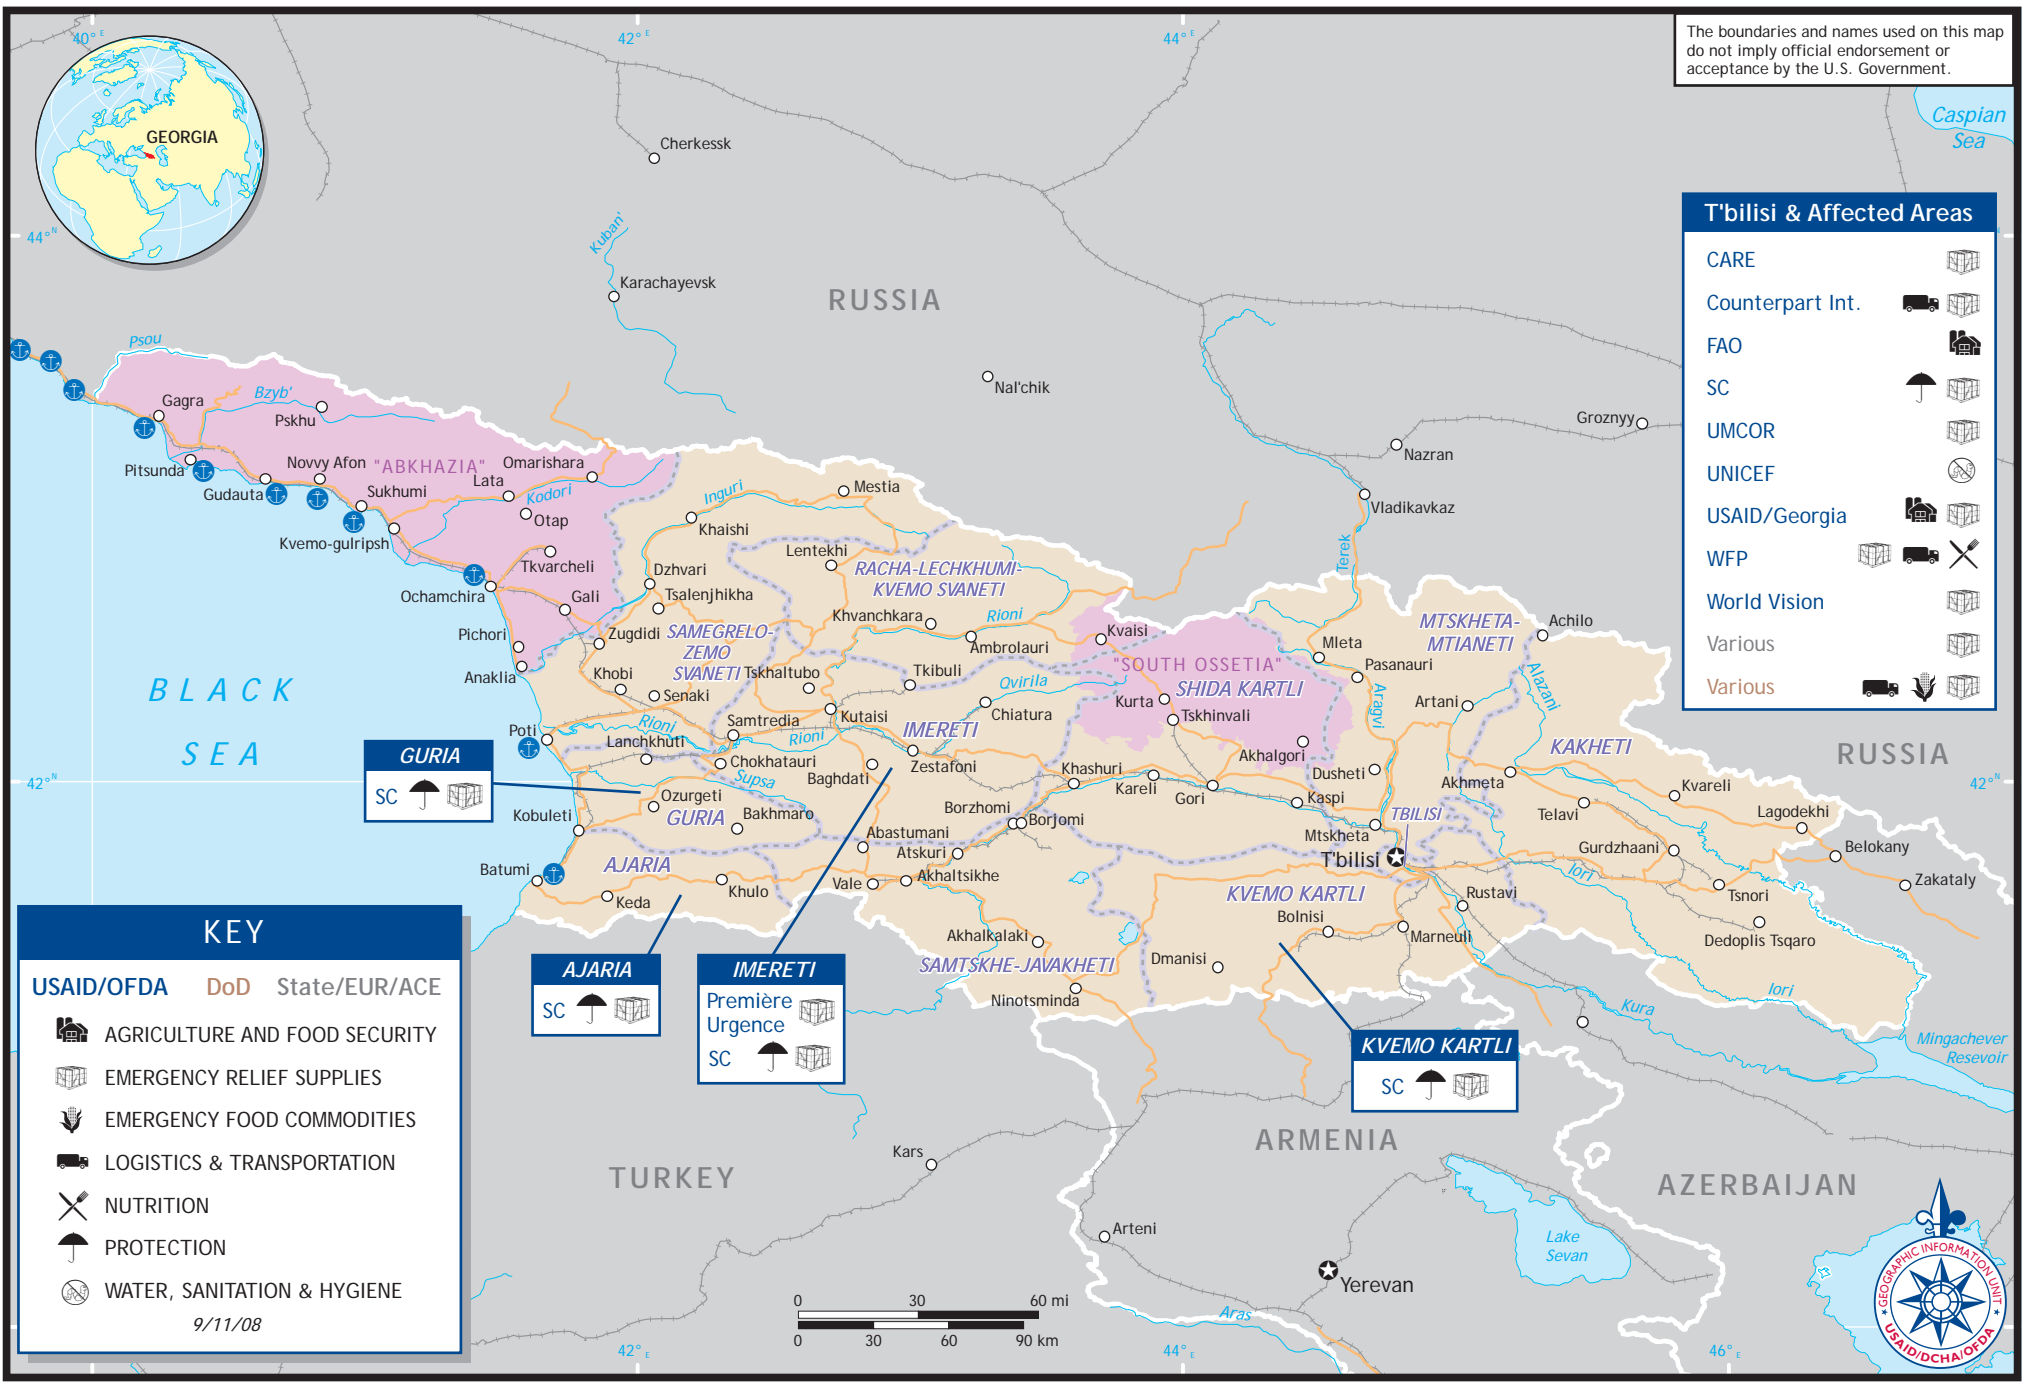 The boundaries and names used on this map
do not imply official endorsement or
acceptance by the U.S. Government.
40° E
42° E
44° E
GEORGIA
Caspian
Sea
Cherkessk
44° N
Kuban'
Karachayevsk
RUSSIA
T'bilisi & Affected Areas
CARE
Counterpart Int.
FAO
SC
UMCOR
UNICEF
USAID/Georgia
WFP
World Vision
Various
Various
Psou
Nal'chik
Gagra
Bzyb'
Pskhu
Groznyy
Nazran
Pitsunda
Novvy Afon
"ABKHAZIA"
Omarishara
Gudauta
Sukhumi
Lata
Kodori
Inguri
Mestia
Vladikavkaz
Otap
Khaishi
Kvemo-gulripsh
Tkvarcheli
Lentekhi
Terek
RACHA-LECHKHUMI-
KVEMO SVANETI
Dzhvari
Tsalenjhikha
Ochamchira
Gali
Khvanchkara
Rioni
MTSKHETA-
MTIANETI
Achilo
Pichori
Zugdidi
SAMEGRELO-
ZEMO
SVANETI
Ambrolauri
Kvaisi
Mleta
Pasanauri
"SOUTH OSSETIA"
Anaklia
Khobi
Senaki
Tskhaltubo
Tkibuli
Qvirila
SHIDA KARTLI
Alazani
BLACK
SEA
Kurta
Tskhinvali
Aragvi
Artani
Poti
Rioni
Samtredia
Rioni
Kutaisi
Chiatura
IMERETI
Lanchkhuti
Chokhatauri
Supsa
Baghdati
Zestafoni
Akhalgori
KAKHETI
RUSSIA
GURIA
SC
42° N
42° N
Khashuri
Kareli
Gori
Dusheti
Kaspi
Akhmeta
Kvareli
Telavi
Lagodekhi
Ozurgeti
GURIA
Bakhmaro
Kobuleti
Borzhomi
Borjomi
TBILISI
Mtskheta
T'bilisi
Abastumani
Atskuri
Gurdzhaani
Belokany
Batumi
AJARIA
Khulo
Keda
Vale
Akhaltsikhe
Iori
Zakataly
KVEMO KARTLI
Rustavi
Tsnori
Bolnisi
Marneuli
Dedoplis Tsqaro
Akhalkalaki
SAMTSKHE-JAVAKHETI
Dmanisi
Ninotsminda
Iori
Kura
Mingachever
Resevoir
AJARIA
SC
IMERETI
Première
Urgence
SC
KVEMO KARTLI
SC
KEY
USAID/OFDA DoD State/EUR/ACE
AGRICULTURE AND FOOD SECURITY
EMERGENCY RELIEF SUPPLIES
EMERGENCY FOOD COMMODITIES
LOGISTICS & TRANSPORTATION
NUTRITION
PROTECTION
WATER, SANITATION & HYGIENE
9/11/08
Kars
TURKEY
ARMENIA
AZERBAIJAN
Arteni
Lake
Sevan
Yerevan
Aras
0 30 60 mi
0 30 60 90 km
42° E
44° E
46° E
GEOGRAPHIC INFORMATION UNIT
USAID/DCHA/OFDA